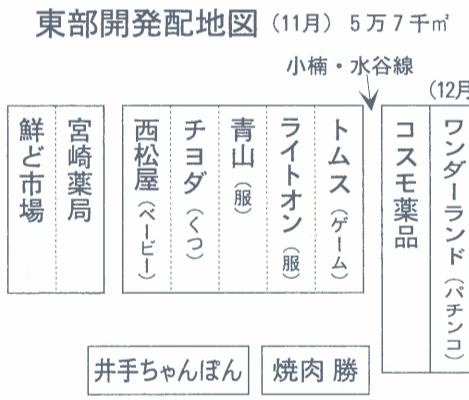 東部開発配地図（11月）5万7千㎡
小楠・水谷線
（12月
鮮ど市場
宮崎薬局
西松屋（ベービー）
チヨダ（くつ）
青山（服）
ライトオン（服）
トムス（ゲーム）
コスモ薬品
ワンダーランド（パチンコ）
井手ちゃんぽん
焼肉 勝